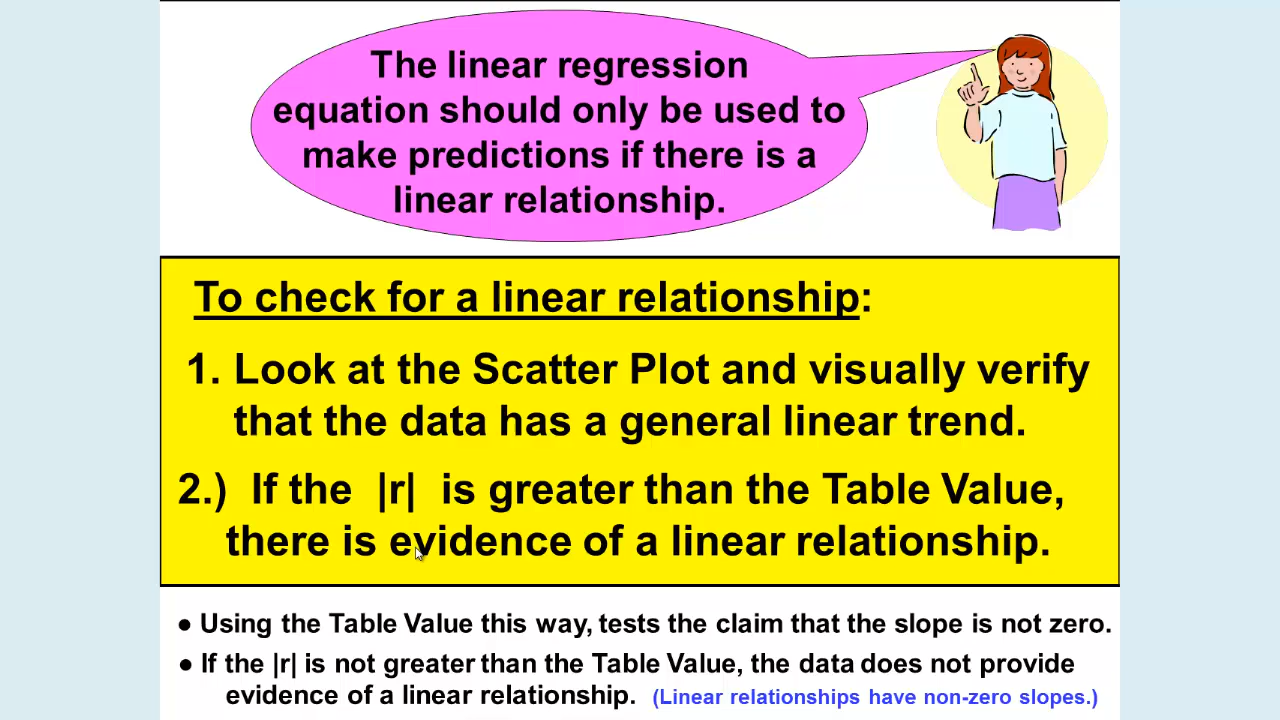 The linear regression
equation should only be used to
make predictions if there is a
linear relationship.
To check for a linear relationship:
1. Look at the Scatter Plot and visually verify
that the data has a general linear trend.
2.) If the |r| is greater than the Table Value,
there is evidence of a linear relationship.
● Using the Table Value this way, tests the claim that the slope is not zero.
● If the |r| is not greater than the Table Value, the data does not provide
evidence of a linear relationship. (Linear relationships have non-zero slopes.)